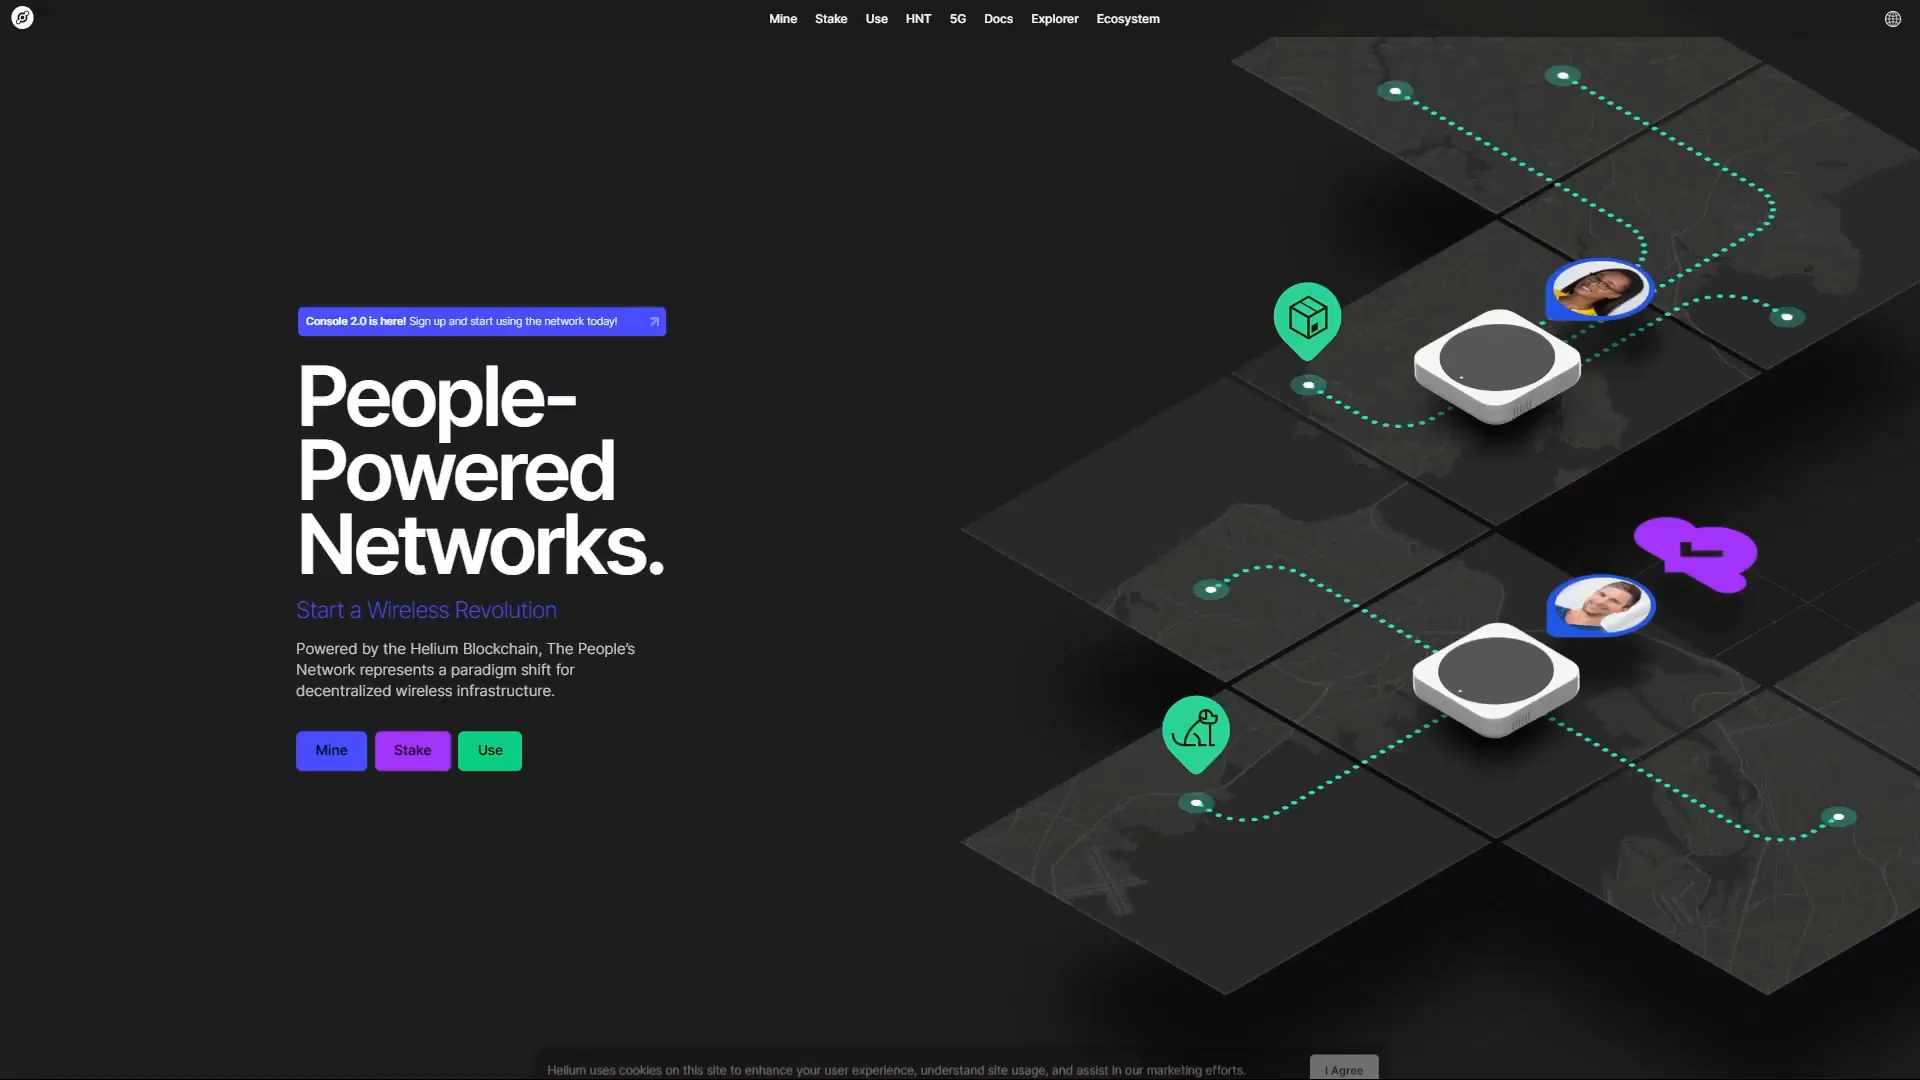 Mine Stake Use HNT 5G Docs Explorer Ecosystem
Console 2.0 is here! Sign up and start using the network today!
People-
Powered
Networks.
Start a Wireless Revolution
Powered by the Helium Blockchain, The People's
Network represents a paradigm shift for
decentralized wireless infrastructure.
Mine Stake Use
Helium uses cookies on this site to enhance your user experience, understand site usage, and assist in our marketing efforts.
I Agree